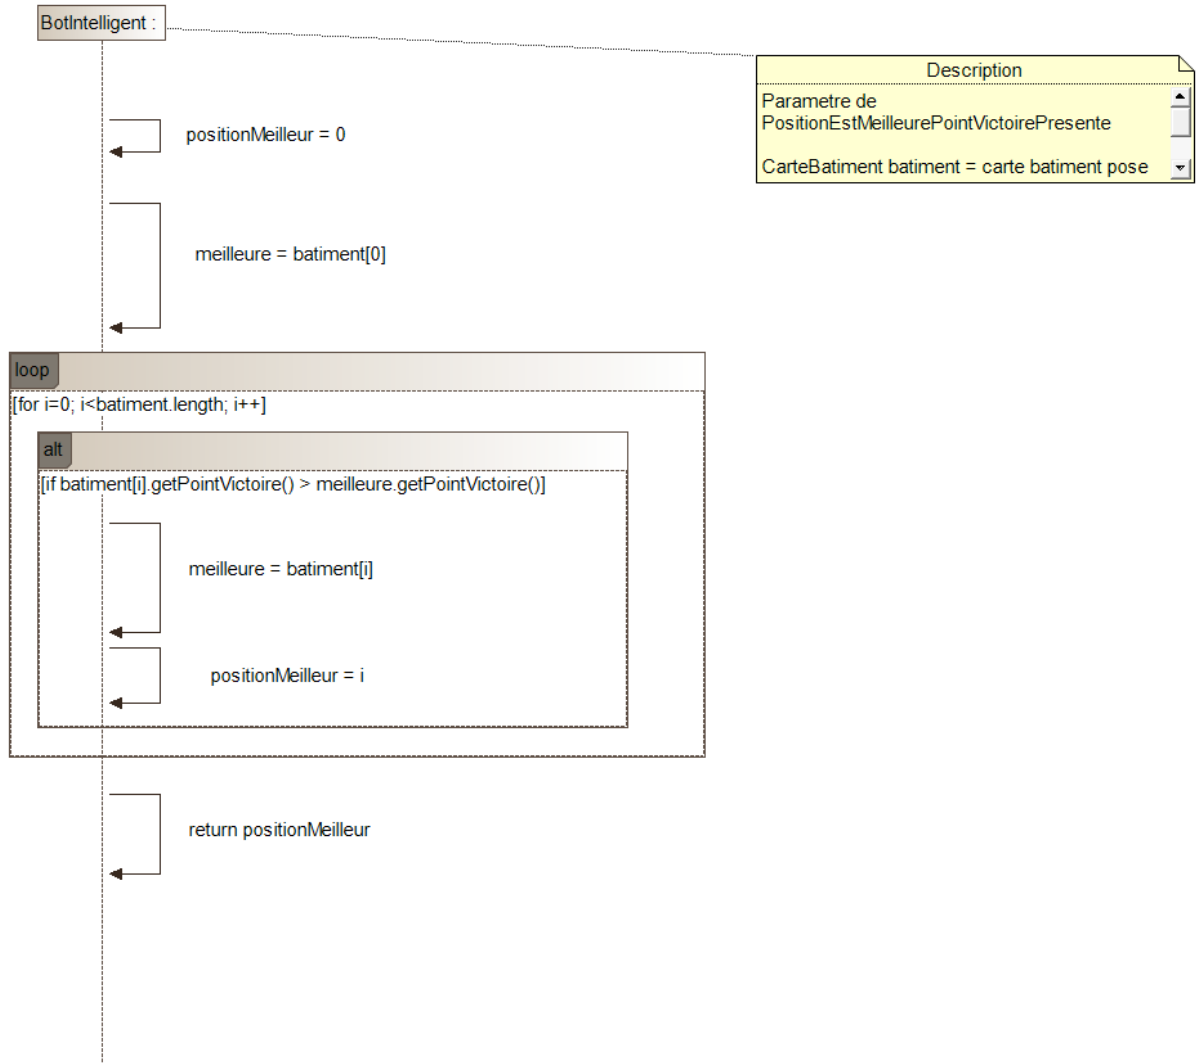 BotIntelligent :
Description
Parametre de
PositionEstMeilleurePointVictoirePresente
CarteBatiment batiment = carte batiment pose
positionMeilleur = 0
meilleure = batiment[0]
loop
[for i=0; i<batiment.length; i++]
alt
[if batiment[i].getPointVictoire() > meilleure.getPointVictoire()]
meilleure = batiment[i]
positionMeilleur = i
return positionMeilleur